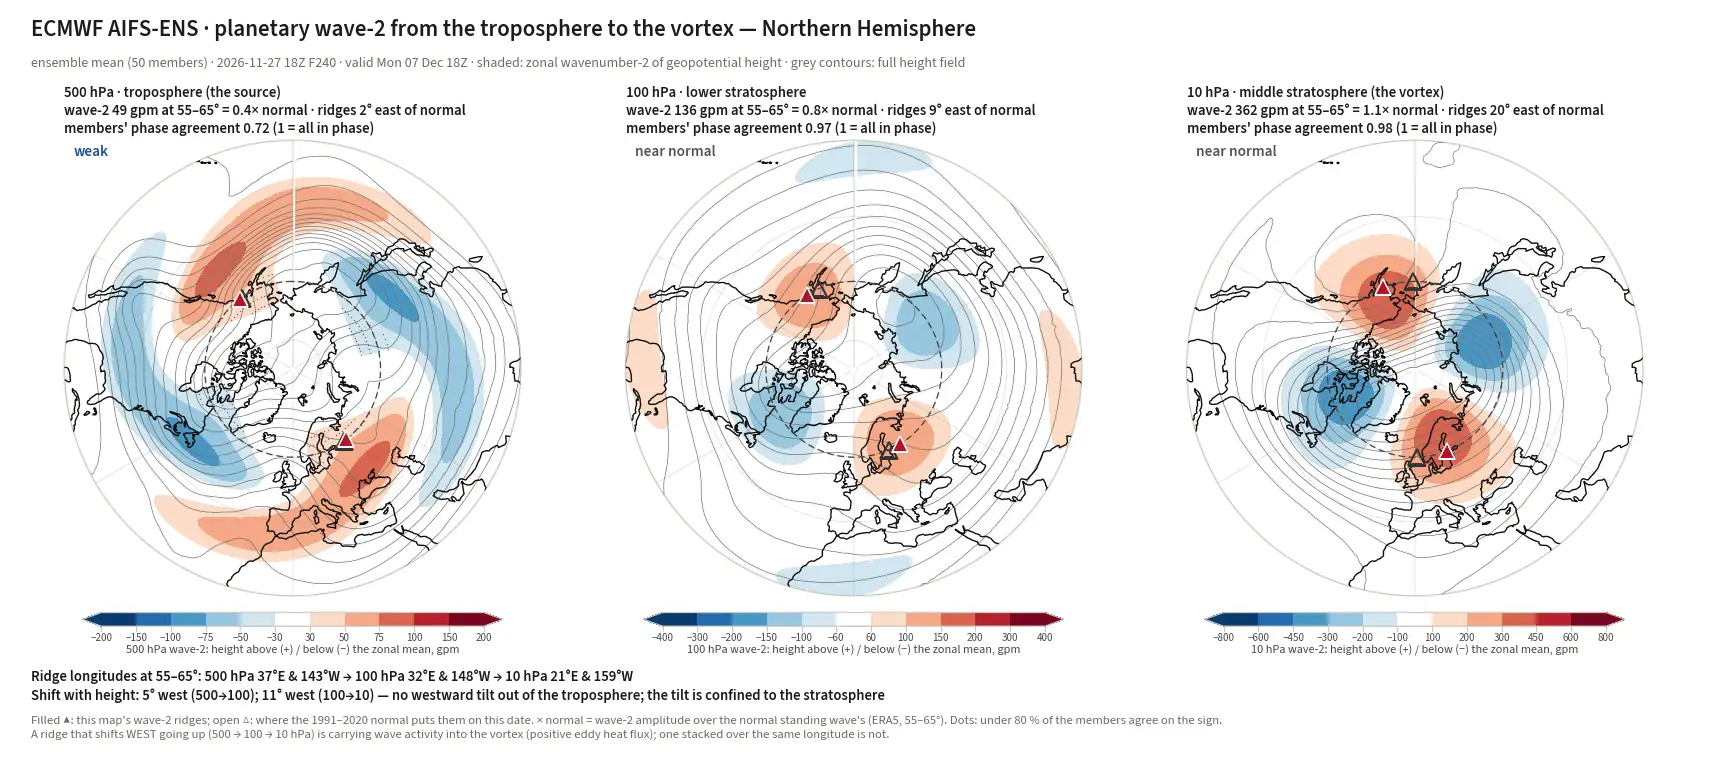 ECMWF AIFS-ENS · planetary wave-2 from the troposphere to the vortex — Northern Hemisphere
ensemble mean (50 members) · 2026-11-27 18Z F240 · valid Mon 07 Dec 18Z · shaded: zonal wavenumber-2 of geopotential height · grey contours: full height field
500 hPa · troposphere (the source)
wave-2 49 gpm at 55–65° = 0.4× normal · ridges 2° east of normal
members' phase agreement 0.72 (1 = all in phase)
weak
100 hPa · lower stratosphere
wave-2 136 gpm at 55–65° = 0.8× normal · ridges 9° east of normal
members' phase agreement 0.97 (1 = all in phase)
near normal
10 hPa · middle stratosphere (the vortex)
wave-2 362 gpm at 55–65° = 1.1× normal · ridges 20° east of normal
members' phase agreement 0.98 (1 = all in phase)
near normal
−200 −150 −100 −75 −50 −30 30 50 75 100 150 200
500 hPa wave-2: height above (+) / below (−) the zonal mean, gpm
−400 −300 −200 −150 −100 −60 60 100 150 200 300 400
100 hPa wave-2: height above (+) / below (−) the zonal mean, gpm
−800 −600 −450 −300 −200 −100 100 200 300 450 600 800
10 hPa wave-2: height above (+) / below (−) the zonal mean, gpm
Ridge longitudes at 55–65°: 500 hPa 37°E & 143°W → 100 hPa 32°E & 148°W → 10 hPa 21°E & 159°W
Shift with height: 5° west (500→100); 11° west (100→10) — no westward tilt out of the troposphere; the tilt is confined to the stratosphere
Filled ▲: this map's wave-2 ridges; open △: where the 1991–2020 normal puts them on this date. × normal = wave-2 amplitude over the normal standing wave's (ERA5, 55–65°). Dots: under 80 % of the members agree on the sign.
A ridge that shifts WEST going up (500 → 100 → 10 hPa) is carrying wave activity into the vortex (positive eddy heat flux); one stacked over the same longitude is not.